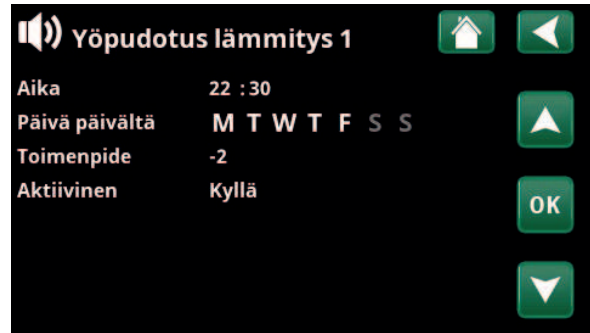 Yöpudotus lämmitys 1
Aika 22 :30
Päivä päivältä M T W T F S S
Toimenpide -2
Aktiivinen Kyllä
OK